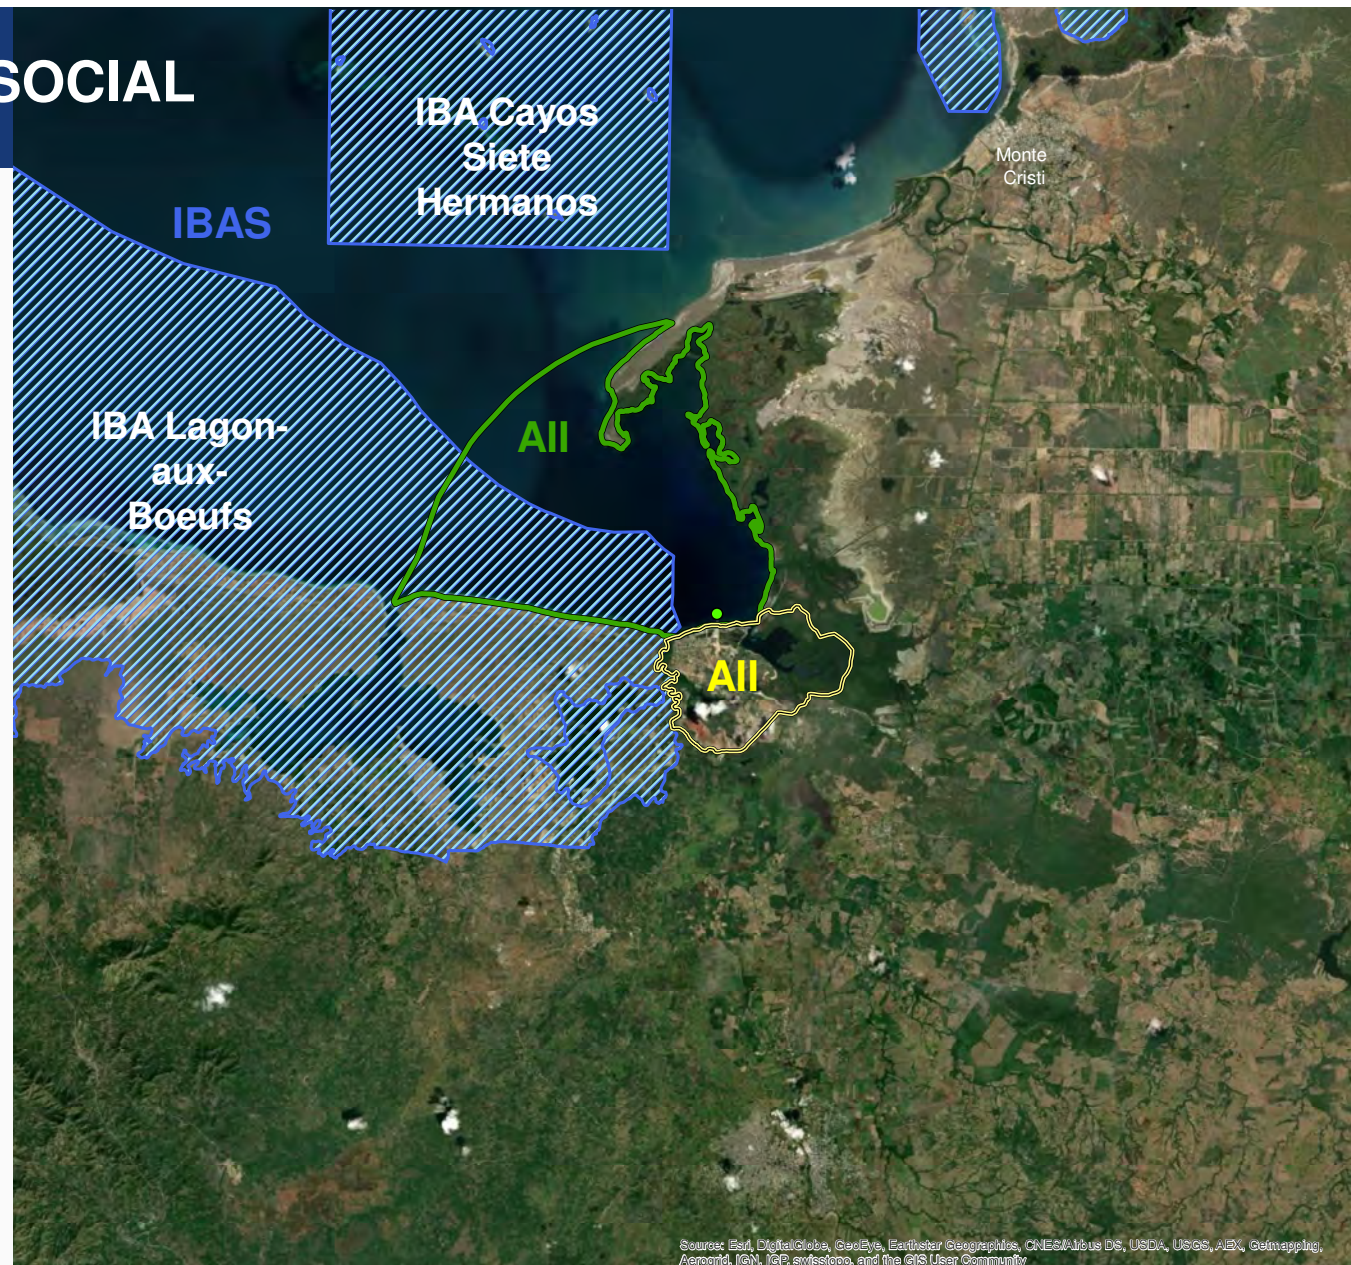 SOCIAL
IBA Cayos
Siete
Hermanos
Monte
Cristi
IBAS
IBA Lagon-
aux-
Boeufs
AII
AII
Source: Esri, DigitalGlobe, GeoEye, Earthstar Geographics, CNES/Airbus DS, USDA, USGS, AEX, Getmapping,
Aerogrid, IGN, IGP, swisstopo, and the GIS User Community